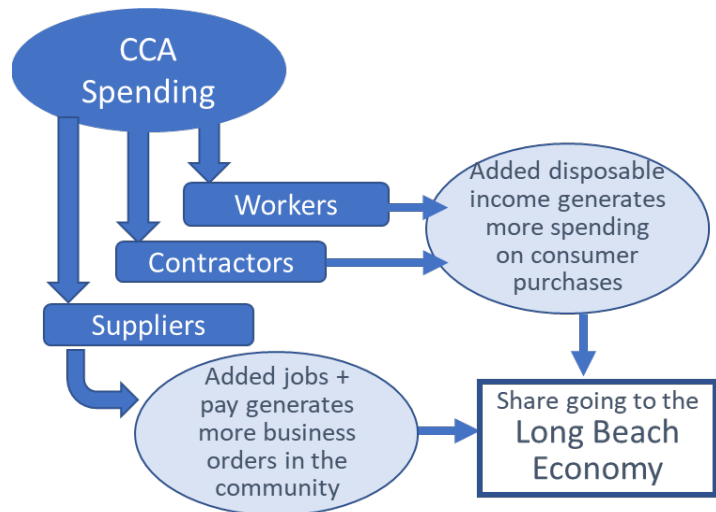 CCA
Spending
Workers
Contractors
Suppliers
Added disposable
income generates
more spending
on consumer
purchases
Added jobs +
pay generates
more business
orders in the
community
Share going to the
Long Beach
Economy